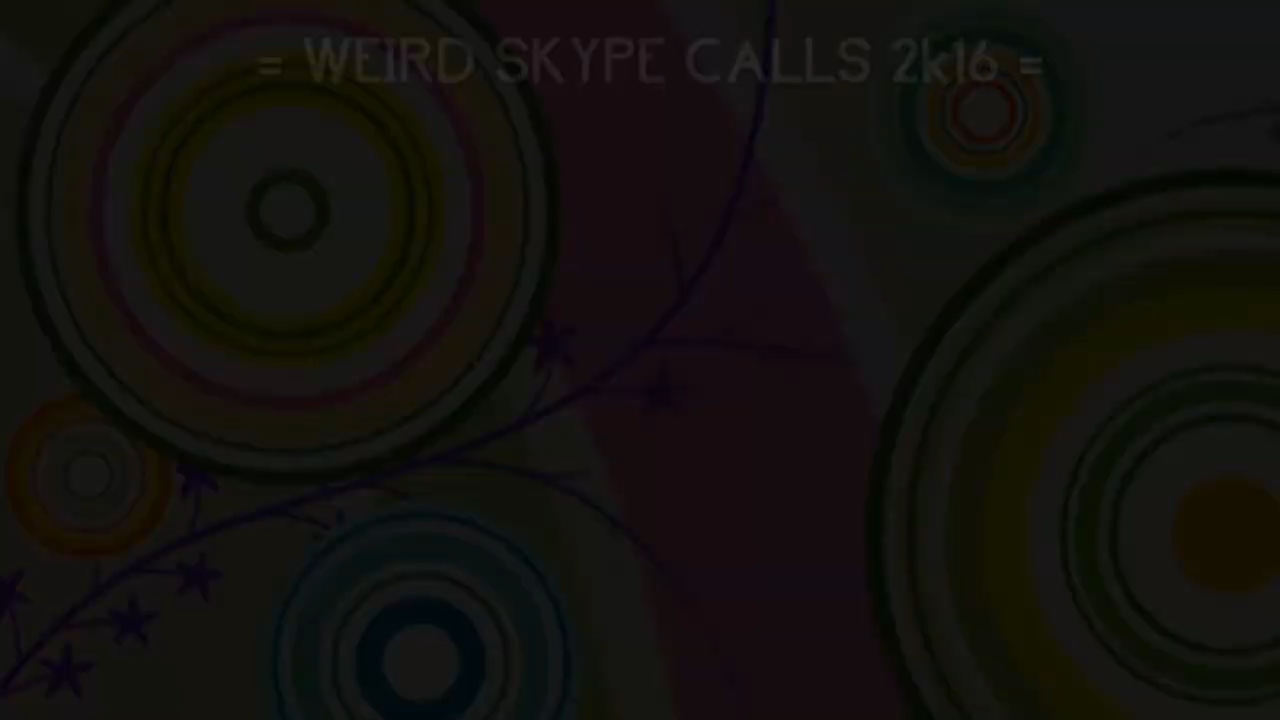 = WEIRD SKYPE CALLS 2k16 =